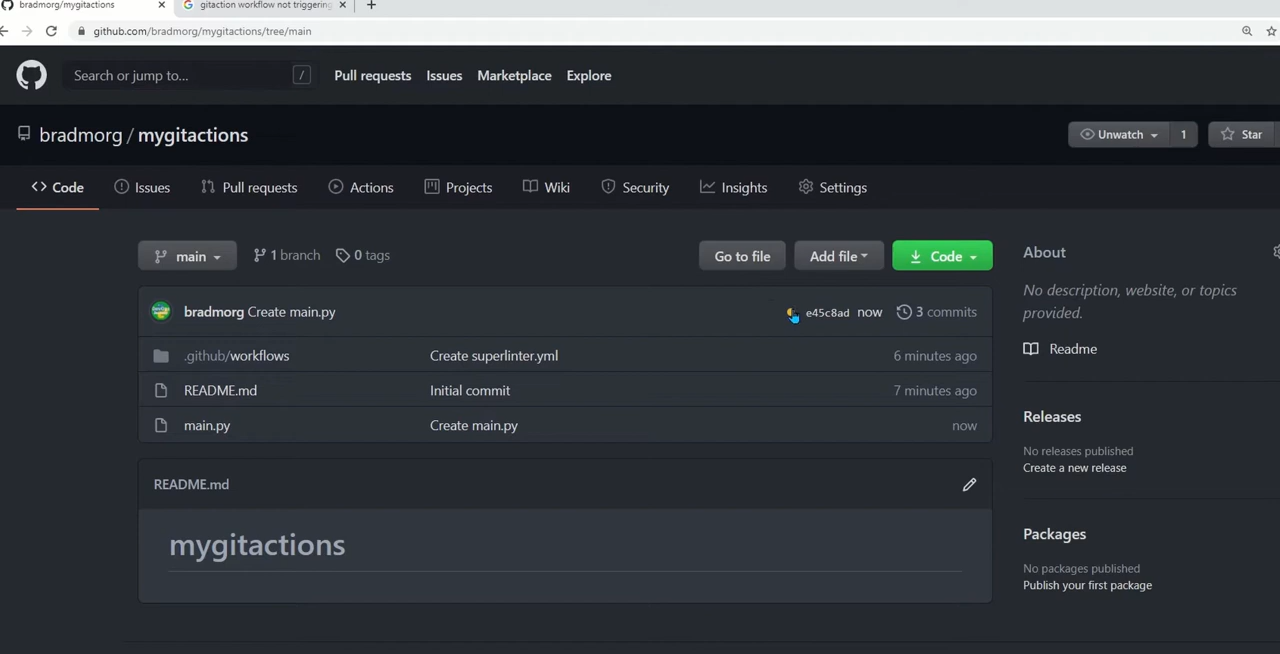 bradmorg/mygitactions
gitaction workflow not triggering
github.com/bradmorg/mygitactions/tree/main
Search or jump to... /
Pull requests Issues Marketplace Explore
bradmorg / mygitactions
Unwatch 1 Star
Code Issues Pull requests Actions Projects Wiki Security Insights Settings
main 1 branch 0 tags Go to file Add file Code
bradmorg Create main.py e45c8ad now 3 commits
.github/workflows Create superlinter.yml 6 minutes ago
README.md Initial commit 7 minutes ago
main.py Create main.py now
README.md
mygitactions
About
No description, website, or topics
provided.
Readme
Releases
No releases published
Create a new release
Packages
No packages published
Publish your first package